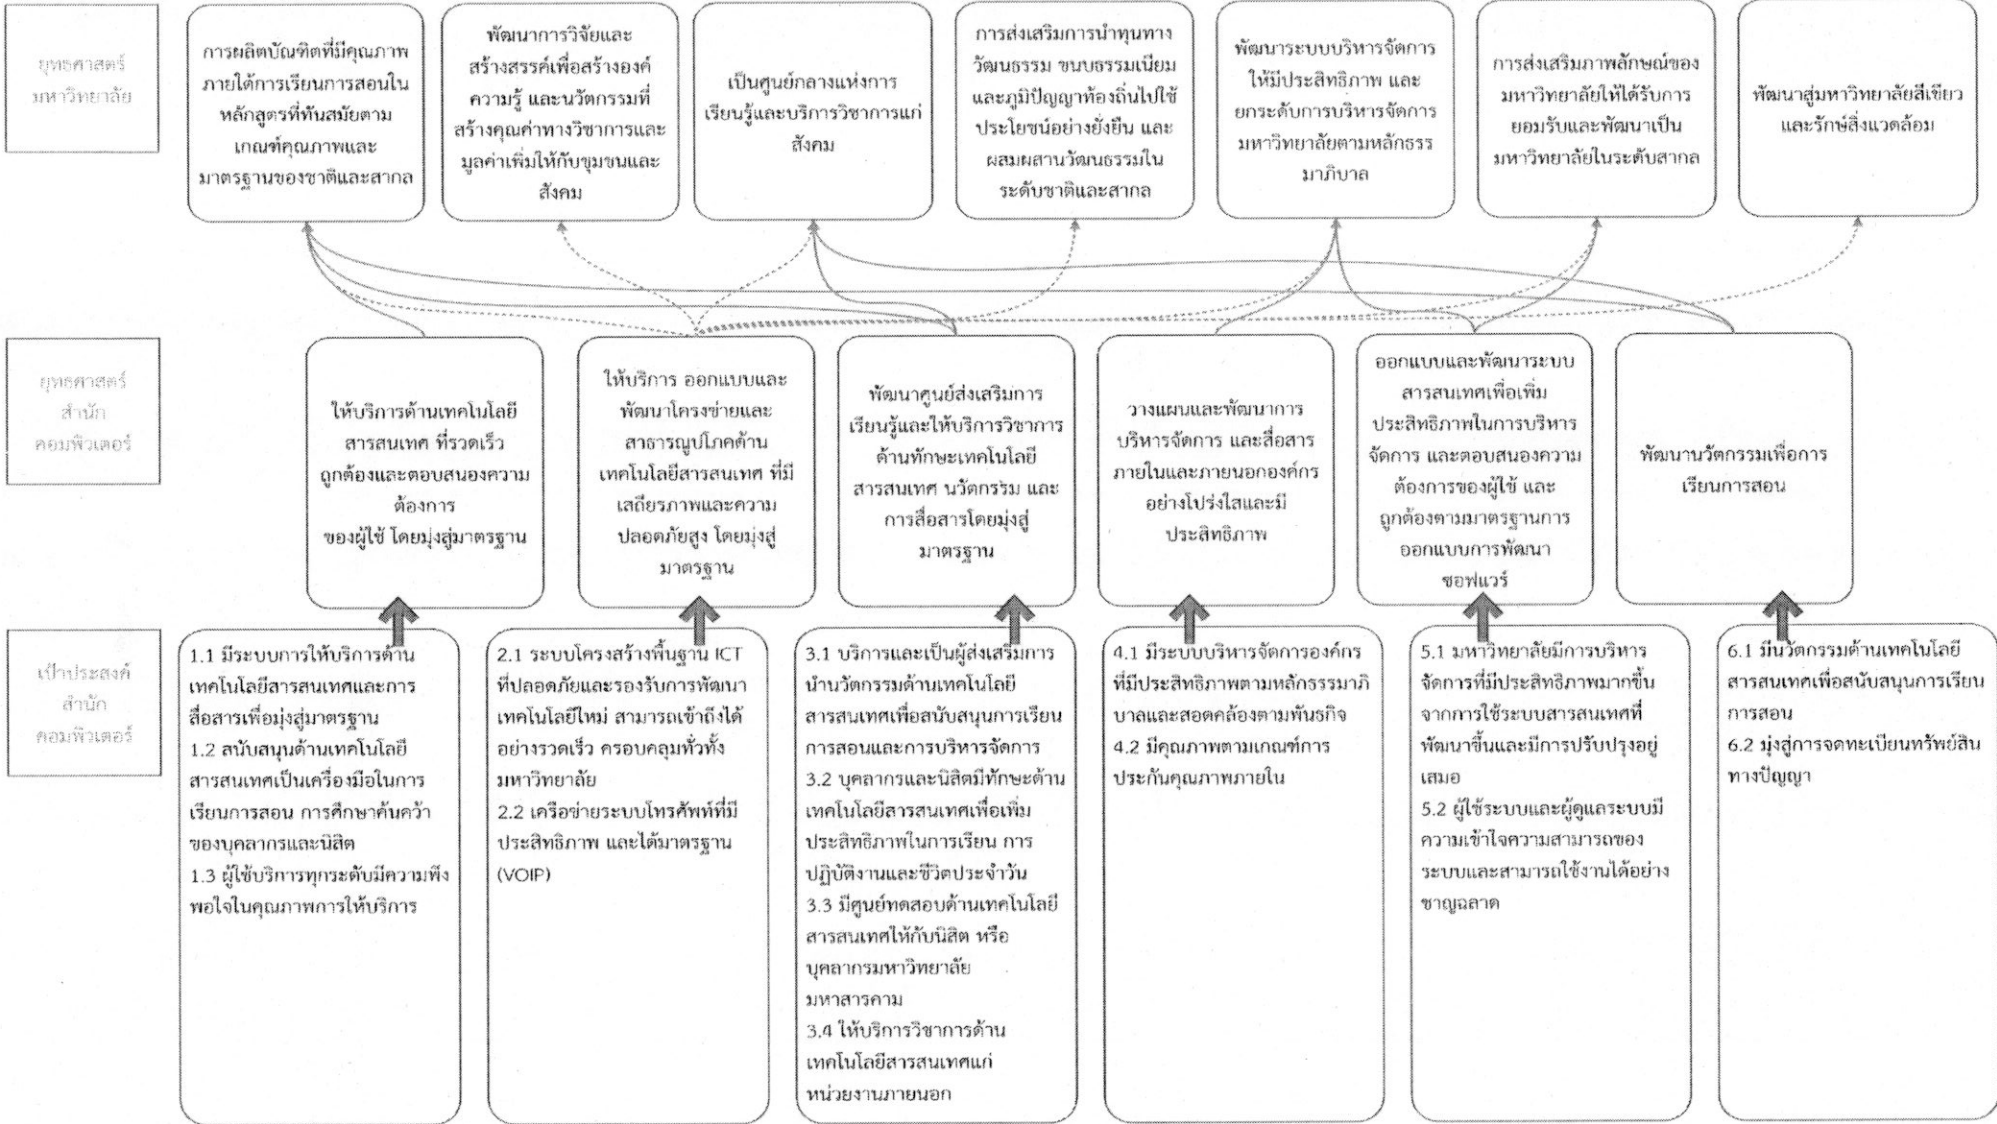 ยุทธศาสตร์
มหาวิทยาลัย
การผลิตบัณฑิตที่มีคุณภาพ
ภายใต้การเรียนการสอนใน
หลักสูตรที่ทันสมัยตาม
เกณฑ์คุณภาพและ
มาตรฐานของชาติและสากล
พัฒนาการวิจัยและ
สร้างสรรค์เพื่อสร้างองค์
ความรู้ และนวัตกรรมที่
สร้างคุณค่าทางวิชาการและ
มูลค่าเพิ่มให้กับชุมชนและ
สังคม
เป็นศูนย์กลางแห่งการ
เรียนรู้และบริการวิชาการแก่
สังคม
การส่งเสริมการนำทุนทาง
วัฒนธรรม ขนบธรรมเนียม
และภูมิปัญญาท้องถิ่นไปใช้
ประโยชน์อย่างยั่งยืน และ
ผสมผสานวัฒนธรรมใน
ระดับชาติและสากล
พัฒนาระบบบริหารจัดการ
ให้มีประสิทธิภาพ และ
ยกระดับการบริหารจัดการ
มหาวิทยาลัยตามหลักธรร
มาภิบาล
การส่งเสริมภาพลักษณ์ของ
มหาวิทยาลัยให้ได้รับการ
ยอมรับและพัฒนาเป็น
มหาวิทยาลัยในระดับสากล
พัฒนาสู่มหาวิทยาลัยสีเขียว
และรักษ์สิ่งแวดล้อม
ยุทธศาสตร์
สำนัก
คอมพิวเตอร์
ให้บริการด้านเทคโนโลยี
สารสนเทศ ที่รวดเร็ว
ถูกต้องและตอบสนองความ
ต้องการ
ของผู้ใช้ โดยมุ่งสู่มาตรฐาน
ให้บริการ ออกแบบและ
พัฒนาโครงข่ายและ
สาธารณูปโภคด้าน
เทคโนโลยีสารสนเทศ ที่มี
เสถียรภาพและความ
ปลอดภัยสูง โดยมุ่งสู่
มาตรฐาน
พัฒนาศูนย์ส่งเสริมการ
เรียนรู้และให้บริการวิชาการ
ด้านทักษะเทคโนโลยี
สารสนเทศ นวัตกรรม และ
การสื่อสารโดยมุ่งสู่
มาตรฐาน
วางแผนและพัฒนาการ
บริหารจัดการ และสื่อสาร
ภายในและภายนอกองค์กร
อย่างโปร่งใสและมี
ประสิทธิภาพ
ออกแบบและพัฒนาระบบ
สารสนเทศเพื่อเพิ่ม
ประสิทธิภาพในการบริหาร
จัดการ และตอบสนองความ
ต้องการของผู้ใช้ และ
ถูกต้องตามมาตรฐานการ
ออกแบบการพัฒนา
ซอฟแวร์
พัฒนานวัตกรรมเพื่อการ
เรียนการสอน
เป้าประสงค์
สำนัก
คอมพิวเตอร์
1.1 มีระบบการให้บริการด้าน
เทคโนโลยีสารสนเทศและการ
สื่อสารเพื่อมุ่งสู่มาตรฐาน
1.2 สนับสนุนด้านเทคโนโลยี
สารสนเทศเป็นเครื่องมือในการ
เรียนการสอน การศึกษาค้นคว้า
ของบุคลากรและนิสิต
1.3 ผู้ใช้บริการทุกระดับมีความพึง
พอใจในคุณภาพการให้บริการ
2.1 ระบบโครงสร้างพื้นฐาน ICT
ที่ปลอดภัยและรองรับการพัฒนา
เทคโนโลยีใหม่ สามารถเข้าถึงได้
อย่างรวดเร็ว ครอบคลุมทั่วทั้ง
มหาวิทยาลัย
2.2 เครือข่ายระบบโทรศัพท์ที่มี
ประสิทธิภาพ และได้มาตรฐาน
(VOIP)
3.1 บริการและเป็นผู้ส่งเสริมการ
นำนวัตกรรมด้านเทคโนโลยี
สารสนเทศเพื่อสนับสนุนการเรียน
การสอนและการบริหารจัดการ
3.2 บุคลากรและนิสิตมีทักษะด้าน
เทคโนโลยีสารสนเทศเพื่อเพิ่ม
ประสิทธิภาพในการเรียน การ
ปฏิบัติงานและชีวิตประจำวัน
3.3 มีศูนย์ทดสอบด้านเทคโนโลยี
สารสนเทศให้กับนิสิต หรือ
บุคลากรมหาวิทยาลัย
มหาสารคาม
3.4 ให้บริการวิชาการด้าน
เทคโนโลยีสารสนเทศแก่
หน่วยงานภายนอก
4.1 มีระบบบริหารจัดการองค์กร
ที่มีประสิทธิภาพตามหลักธรรมาภิ
บาลและสอดคล้องตามพันธกิจ
4.2 มีคุณภาพตามเกณฑ์การ
ประกันคุณภาพภายใน
5.1 มหาวิทยาลัยมีการบริหาร
จัดการที่มีประสิทธิภาพมากขึ้น
จากการใช้ระบบสารสนเทศที่
พัฒนาขึ้นและมีการปรับปรุงอยู่
เสมอ
5.2 ผู้ใช้ระบบและผู้ดูแลระบบมี
ความเข้าใจความสามารถของ
ระบบและสามารถใช้งานได้อย่าง
ชาญฉลาด
6.1 มีนวัตกรรมด้านเทคโนโลยี
สารสนเทศเพื่อสนับสนุนการเรียน
การสอน
6.2 มุ่งสู่การจดทะเบียนทรัพย์สิน
ทางปัญญา